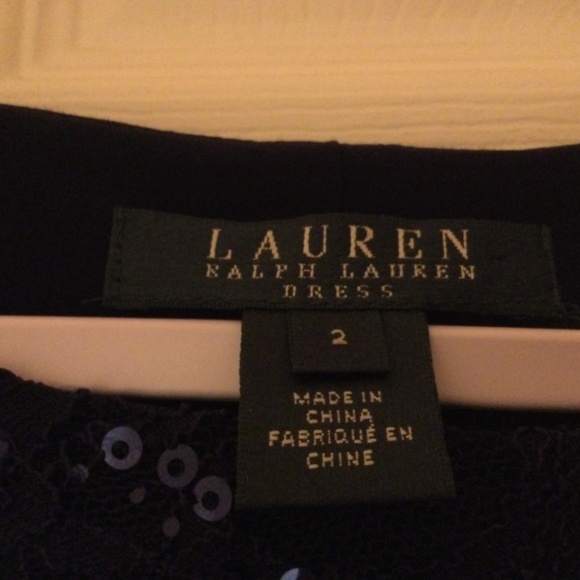 LAUREN
RALPH LAUREN
DRESS
2
MADE IN
CHINA
FABRIQUÉ EN
CHINE